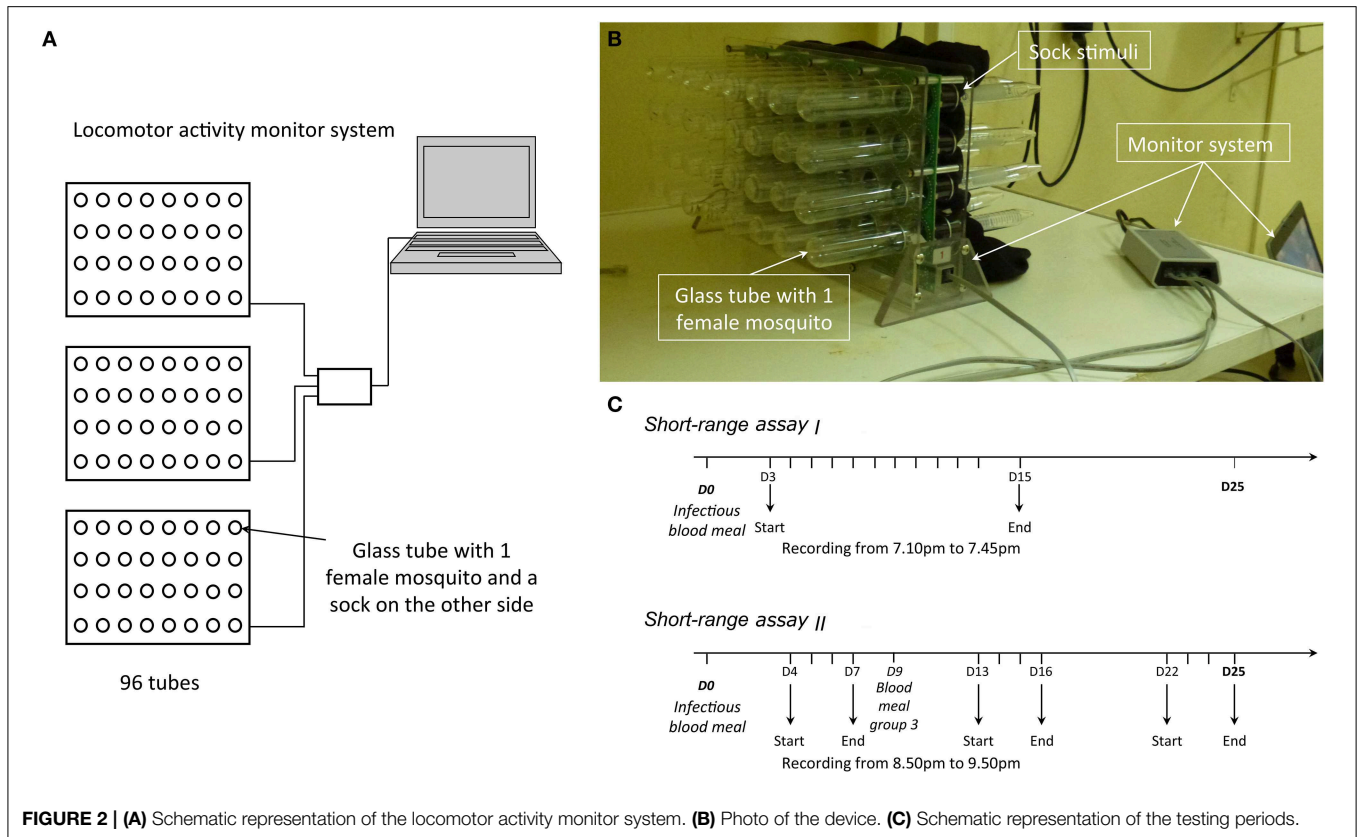 A
Locomotor activity monitor system
Glass tube with 1
female mosquito and a
sock on the other side
96 tubes
B
Sock stimuli
Monitor system
Glass tube with 1
female mosquito
1
C
Short-range assay I
D3
D15
D0
D25
Infectious
blood meal
Start
End
Recording from 7.10pm to 7.45pm
Short-range assay II
D4
D7
D9
D13
D16
D22
D25
D0
Blood
meal
group 3
Infectious
blood meal
Start
End
Start
End
Start
End
Recording from 8.50pm to 9.50pm
FIGURE 2 | (A) Schematic representation of the locomotor activity monitor system. (B) Photo of the device. (C) Schematic representation of the testing periods.